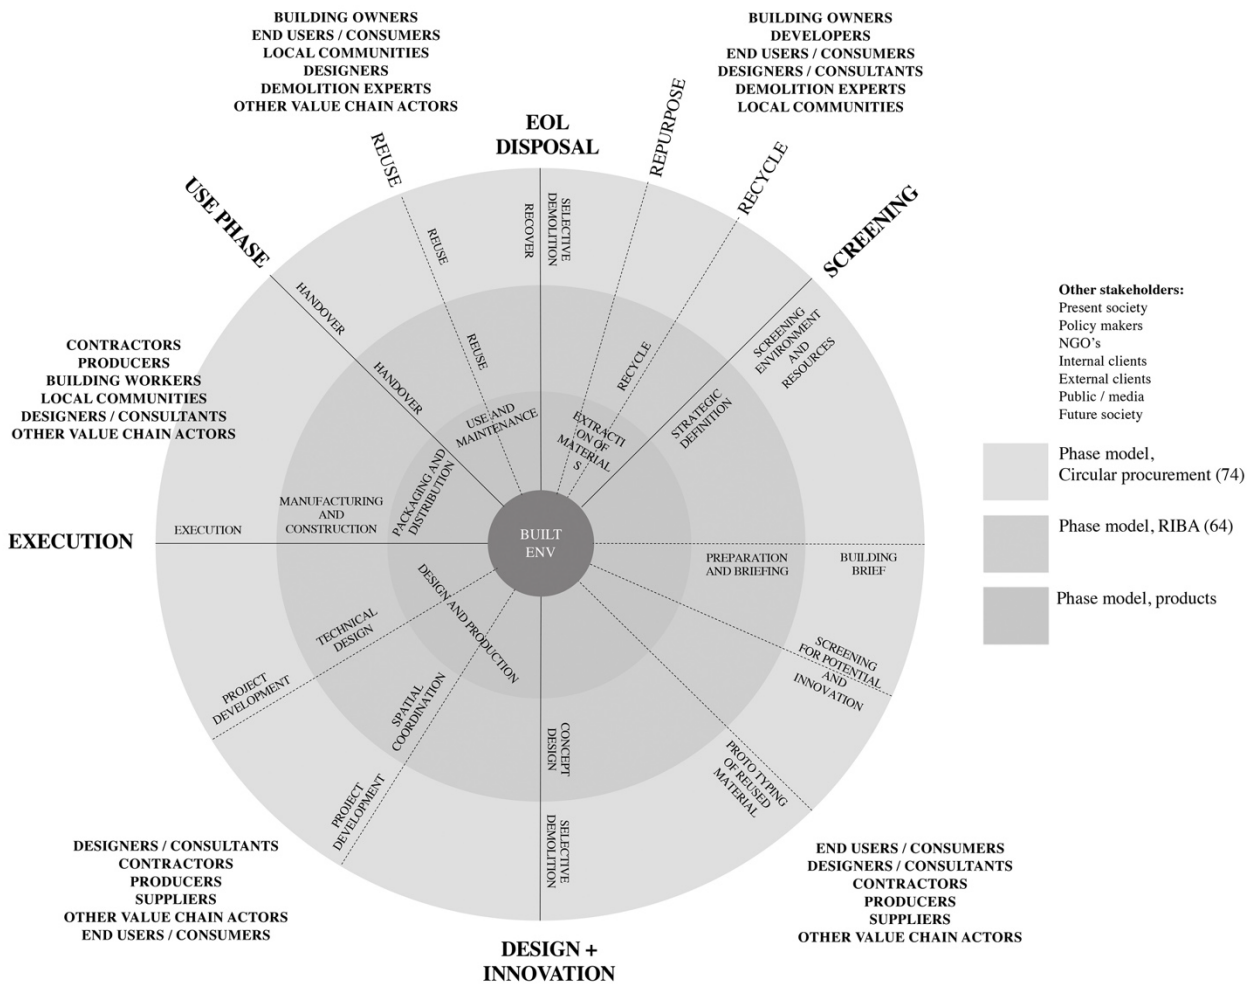 BUILDING OWNERS
END USERS / CONSUMERS
LOCAL COMMUNITIES
DESIGNERS
DEMOLITION EXPERTS
OTHER VALUE CHAIN ACTORS
BUILDING OWNERS
DEVELOPERS
END USERS / CONSUMERS
DESIGNERS / CONSULTANTS
DEMOLITION EXPERTS
LOCAL COMMUNITIES
EOL
DISPOSAL
REUSE
REPURPOSE
RECYCLE
USE PHASE
SCREENING
RECOVER
SELECTIVE
DEMOLITION
REUSE
HANDOVER
REUSE
HANDOVER
RECYCLE
SCREENING
ENVIRONMENT
AND
RESOURCES
STRATEGIC
DEFINITION
USE AND
MAINTENANCE
EXTRACTI
ON OF
MATERIAL
S
PACKAGING AND
DISTRIBUTION
CONTRACTORS
PRODUCERS
BUILDING WORKERS
LOCAL COMMUNITIES
DESIGNERS / CONSULTANTS
OTHER VALUE CHAIN ACTORS
Other stakeholders:
Present society
Policy makers
NGO's
Internal clients
External clients
Public / media
Future society
Phase model,
Circular procurement (74)
Phase model, RIBA (64)
Phase model, products
EXECUTION
EXECUTION
MANUFACTURING
AND
CONSTRUCTION
BUILT
ENV
PREPARATION
AND BRIEFING
BUILDING
BRIEF
DESIGN AND PRODUCTION
TECHNICAL
DESIGN
PROJECT
DEVELOPMENT
SPATIAL
COORDINATION
PROJECT
DEVELOPMENT
CONCEPT
DESIGN
SELECTIVE
DEMOLITION
SCREENING
FOR POTENTIAL
AND
INNOVATION
PROTO TYPING
OF REUSED
MATERIAL
DESIGNERS / CONSULTANTS
CONTRACTORS
PRODUCERS
SUPPLIERS
OTHER VALUE CHAIN ACTORS
END USERS / CONSUMERS
END USERS / CONSUMERS
DESIGNERS / CONSULTANTS
CONTRACTORS
PRODUCERS
SUPPLIERS
OTHER VALUE CHAIN ACTORS
DESIGN +
INNOVATION